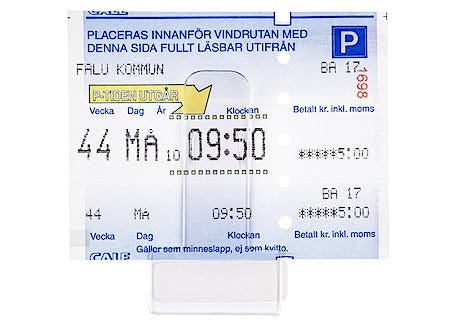 GALE
PLACERAS INNANFÖR VINDRUTAN MED
DENNA SIDA FULLT LÄSBAR UTIFRÅN
P
FALU KOMMUN BA 17
1698
P-TIDEN UTGÅR
Vecka Dag År Klockan Betalt kr. inkl. moms
44 MÅ 10 09:50 *****5:00
BA 17
44 MÅ 09:50 *****5:00
Vecka Dag Klockan Betalt kr. inkl. moms
GALE Gäller som minneslapp, ej som kvitto.